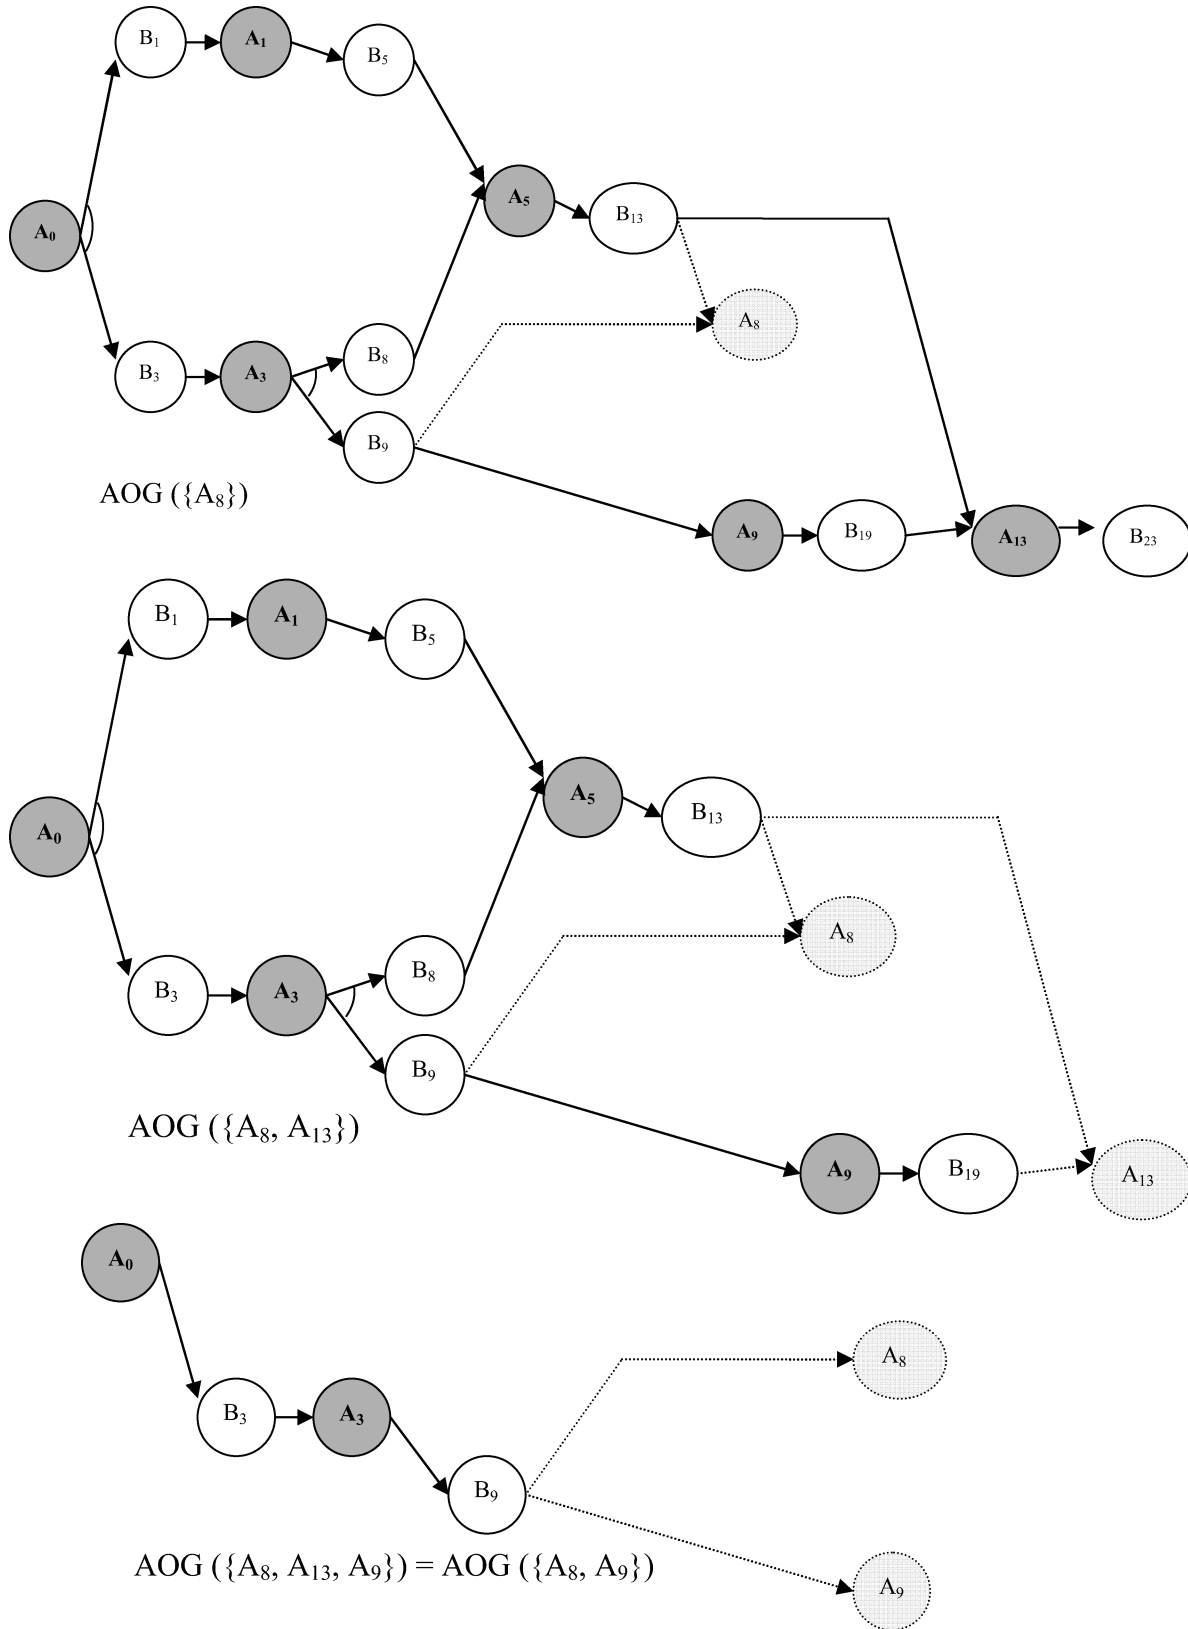 B₁ A₁ B₅
A₅ B₁₃
A₀
A₈
B₃ A₃ B₈
B₉
AOG ({A₈})
A₉ B₁₉ A₁₃ B₂₃
B₁ A₁ B₅
A₅ B₁₃
A₀
A₈
B₃ A₃ B₈
B₉
AOG ({A₈, A₁₃})
A₉ B₁₉ A₁₃
A₀
A₈
B₃ A₃
B₉
AOG ({A₈, A₁₃, A₉}) = AOG ({A₈, A₉})
A₉